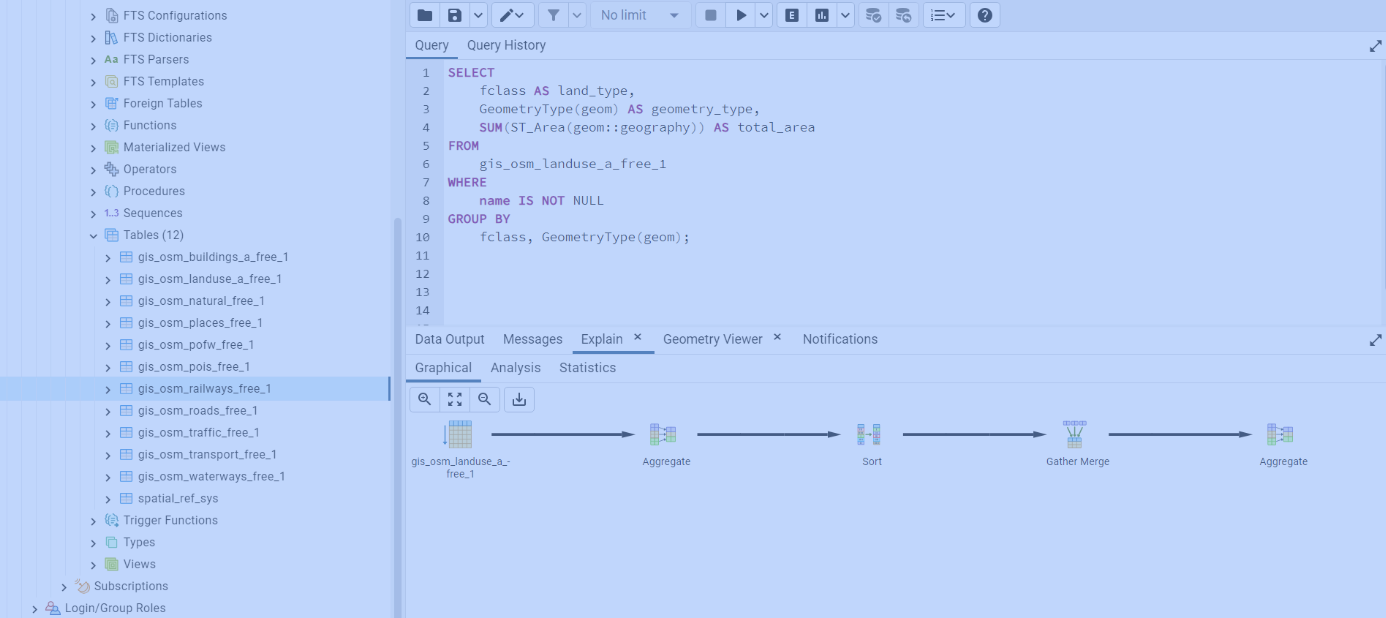 FTS Configurations
FTS Dictionaries
Aa FTS Parsers
FTS Templates
Foreign Tables
Functions
Materialized Views
Operators
Procedures
1..3 Sequences
Tables (12)
gis_osm_buildings_a_free_1
gis_osm_landuse_a_free_1
gis_osm_natural_free_1
gis_osm_places_free_1
gis_osm_pofw_free_1
gis_osm_pois_free_1
gis_osm_railways_free_1
gis_osm_roads_free_1
gis_osm_traffic_free_1
gis_osm_transport_free_1
gis_osm_waterways_free_1
spatial_ref_sys
Trigger Functions
Types
Views
Subscriptions
Login/Group Roles
No limit E
Query Query History
1 SELECT
2 fclass AS land_type,
3 GeometryType(geom) AS geometry_type,
4 SUM(ST_Area(geom::geography)) AS total_area
5 FROM
6 gis_osm_landuse_a_free_1
7 WHERE
8 name IS NOT NULL
9 GROUP BY
10 fclass, GeometryType(geom);
11
12
13
14
Data Output Messages Explain × Geometry Viewer × Notifications
Graphical Analysis Statistics
gis_osm_landuse_a_-
free_1
Aggregate
Sort
Gather Merge
Aggregate